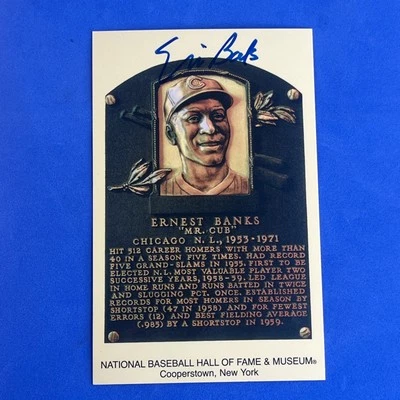 Ernie Banks
C
ERNEST BANKS
"MR. CUB"
CHICAGO N. L., 1953-1971
HIT 512 CAREER HOMERS WITH MORE THAN
40 IN A SEASON FIVE TIMES. HAD RECORD
FIVE GRAND-SLAMS IN 1955. FIRST TO BE
ELECTED N. L. MOST VALUABLE PLAYER TWO
SUCCESSIVE YEARS, 1958-59. LED LEAGUE
IN HOME RUNS AND RUNS BATTED IN TWICE
AND SLUGGING PCT. ONCE. ESTABLISHED
RECORDS FOR MOST HOMERS IN SEASON BY
SHORTSTOP (47 IN 1958) AND FOR FEWEST
ERRORS (12) AND BEST FIELDING AVERAGE
(.985) BY A SHORTSTOP IN 1959.
NATIONAL BASEBALL HALL OF FAME & MUSEUM®
Cooperstown, New York